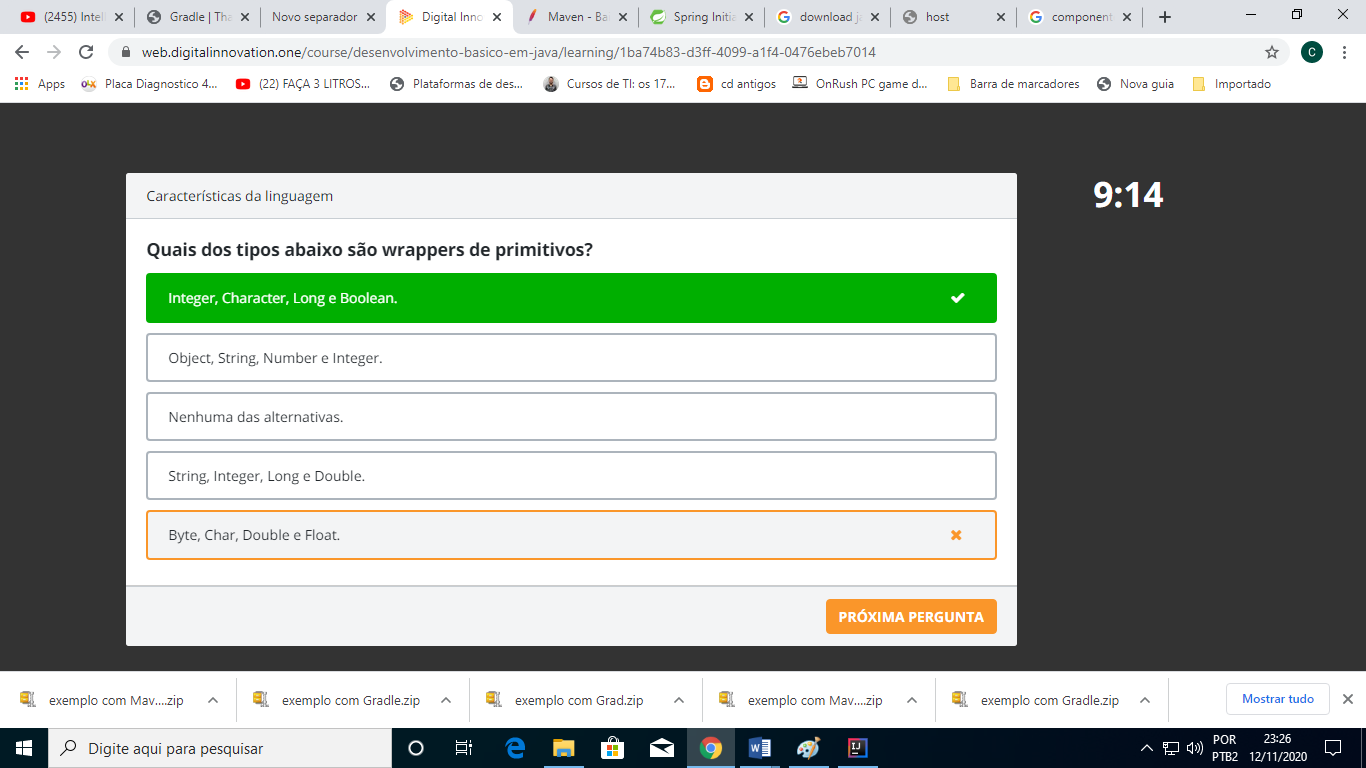 (2455) Intel
Gradle | Tha
Novo separador
Digital Inno
Maven - Ba
Spring Initia
download ja
host
component
web.digitalinnovation.one/course/desenvolvimento-basico-em-java/learning/1ba74b83-d3ff-4099-a1f4-0476ebeb7014
C
Apps
Placa Diagnostico 4...
(22) FAÇA 3 LITROS...
Plataformas de des...
Cursos de TI: os 17...
cd antigos
OnRush PC game d...
Barra de marcadores
Nova guia
Importado
Características da linguagem
9:14
Quais dos tipos abaixo são wrappers de primitivos?
Integer, Character, Long e Boolean.
Object, String, Number e Integer.
Nenhuma das alternativas.
String, Integer, Long e Double.
Byte, Char, Double e Float.
PRÓXIMA PERGUNTA
exemplo com Mav....zip
exemplo com Gradle.zip
exemplo com Grad.zip
exemplo com Mav....zip
exemplo com Gradle.zip
Mostrar tudo
Digite aqui para pesquisar
POR
PTB2
23:26
12/11/2020